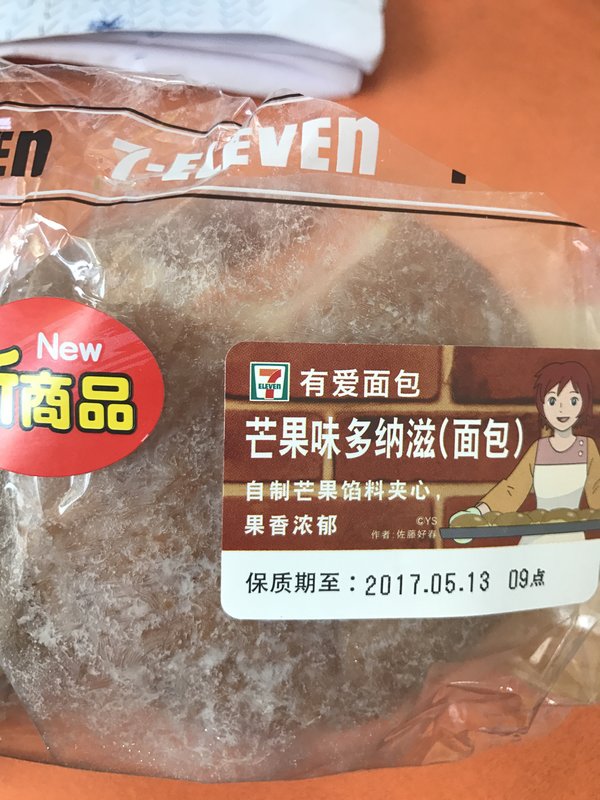 7-ELEVEN
New
新商品
7
ELEVEN
有爱面包
芒果味多纳滋(面包)
自制芒果馅料夹心,
果香浓郁
©YS
作者:佐藤好春
保质期至:2017.05.13 09点